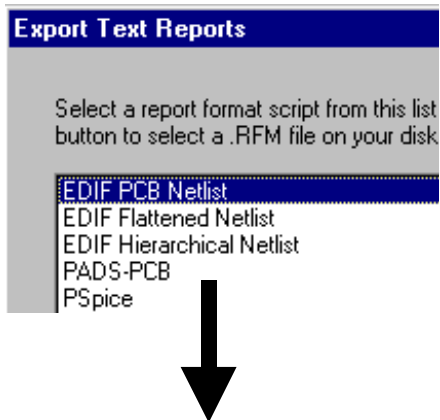 Export Text Reports
Select a report format script from this list
button to select a .RFM file on your disk
EDIF PCB Netlist
EDIF Flattened Netlist
EDIF Hierarchical Netlist
PADS-PCB
PSpice